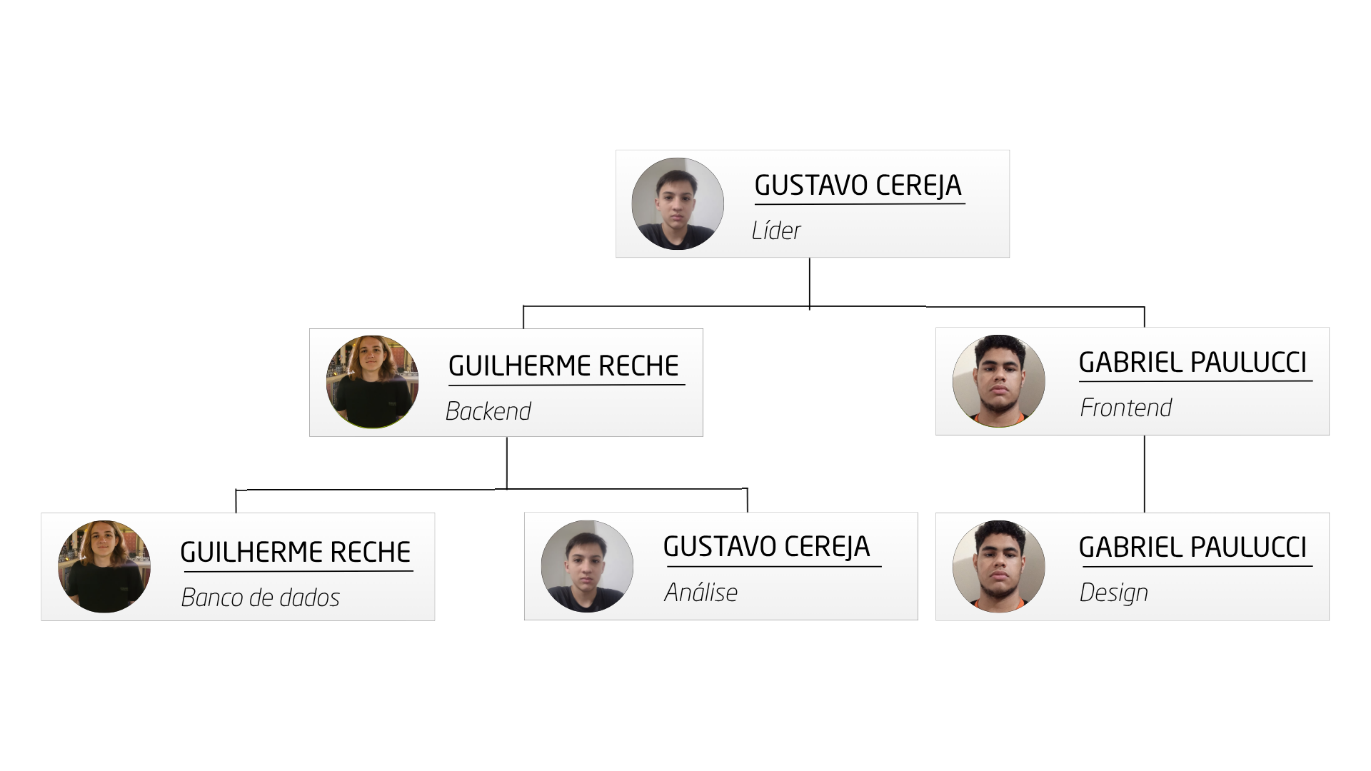 GUSTAVO CEREJA
Líder
GUILHERME RECHE
Backend
GABRIEL PAULUCCI
Frontend
GUILHERME RECHE
Banco de dados
GUSTAVO CEREJA
Análise
GABRIEL PAULUCCI
Design